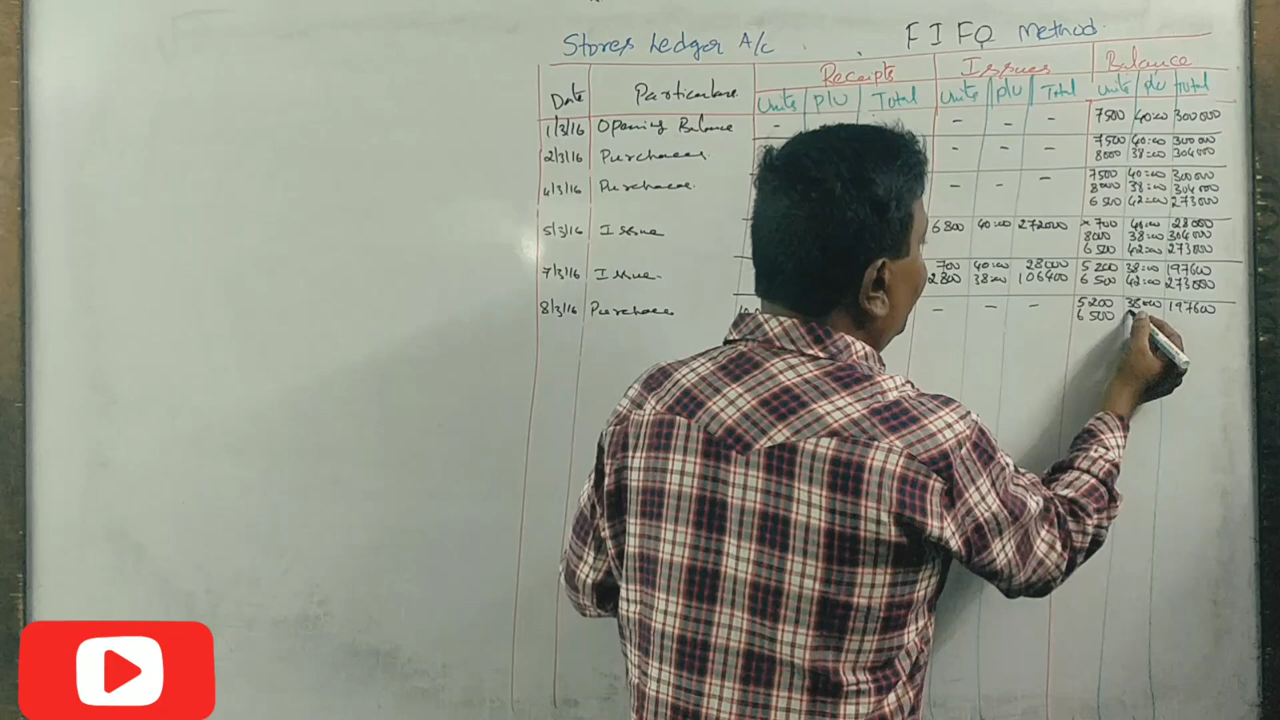 Stores Ledger A/c FIFO Method
Receipts Issues Balance
Date Particulars Units P/U Total Units P/U Total Units P/U Total
1/3/16 Opening Balance - - - - 7500 40:00 300000
2/3/16 Purchases - - - 7500 40:00 300000
8000 38:00 304000
4/3/16 Purchase - - - 7500 40:00 300000
8000 38:00 304000
6500 42:00 273000
5/3/16 Issue 6800 40:00 272000 700 40:00 28000
8000 38:00 304000
6500 42:00 273000
7/3/16 Issue 700 40:00 28000 5200 38:00 197600
2800 38:00 106400 6500 42:00 273000
8/3/16 Purchases - - - 5200 38:00 197600
6500